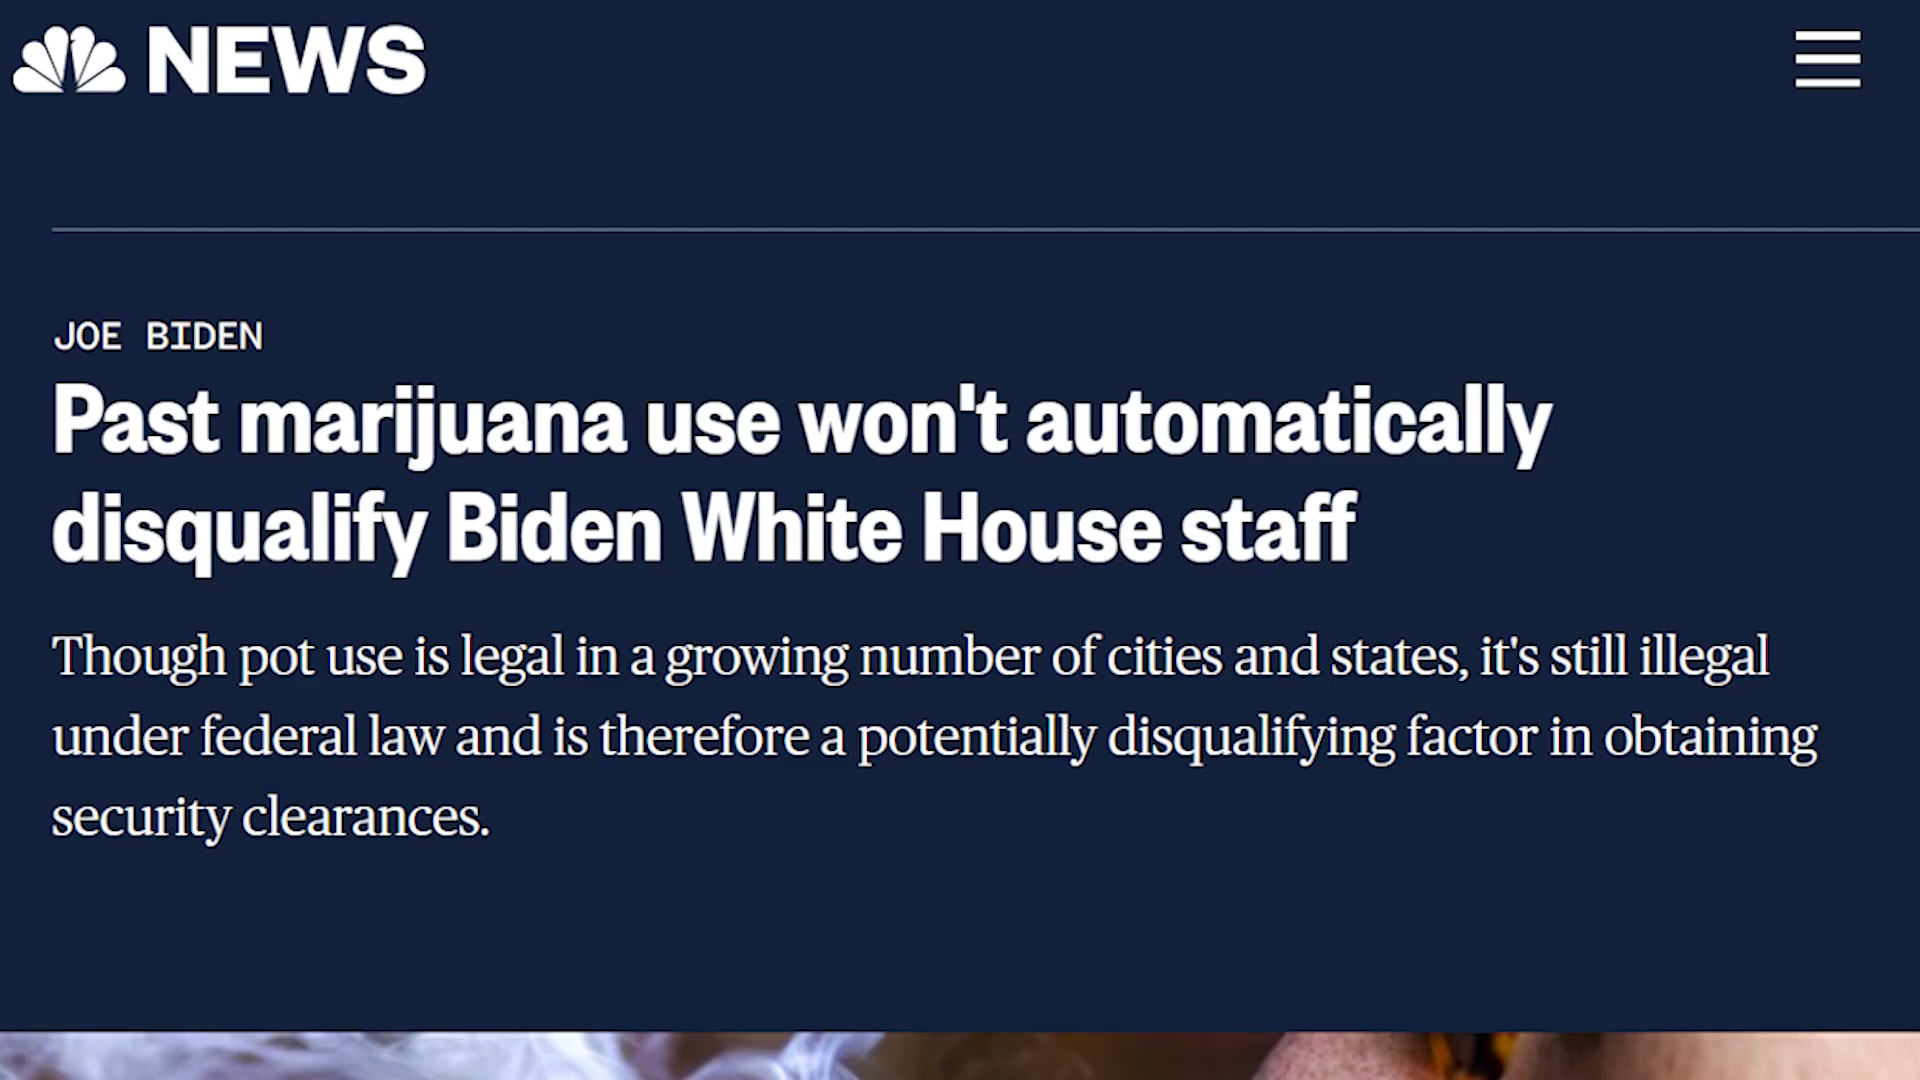 NEWS
JOE BIDEN
Past marijuana use won't automatically
disqualify Biden White House staff
Though pot use is legal in a growing number of cities and states, it's still illegal
under federal law and is therefore a potentially disqualifying factor in obtaining
security clearances.